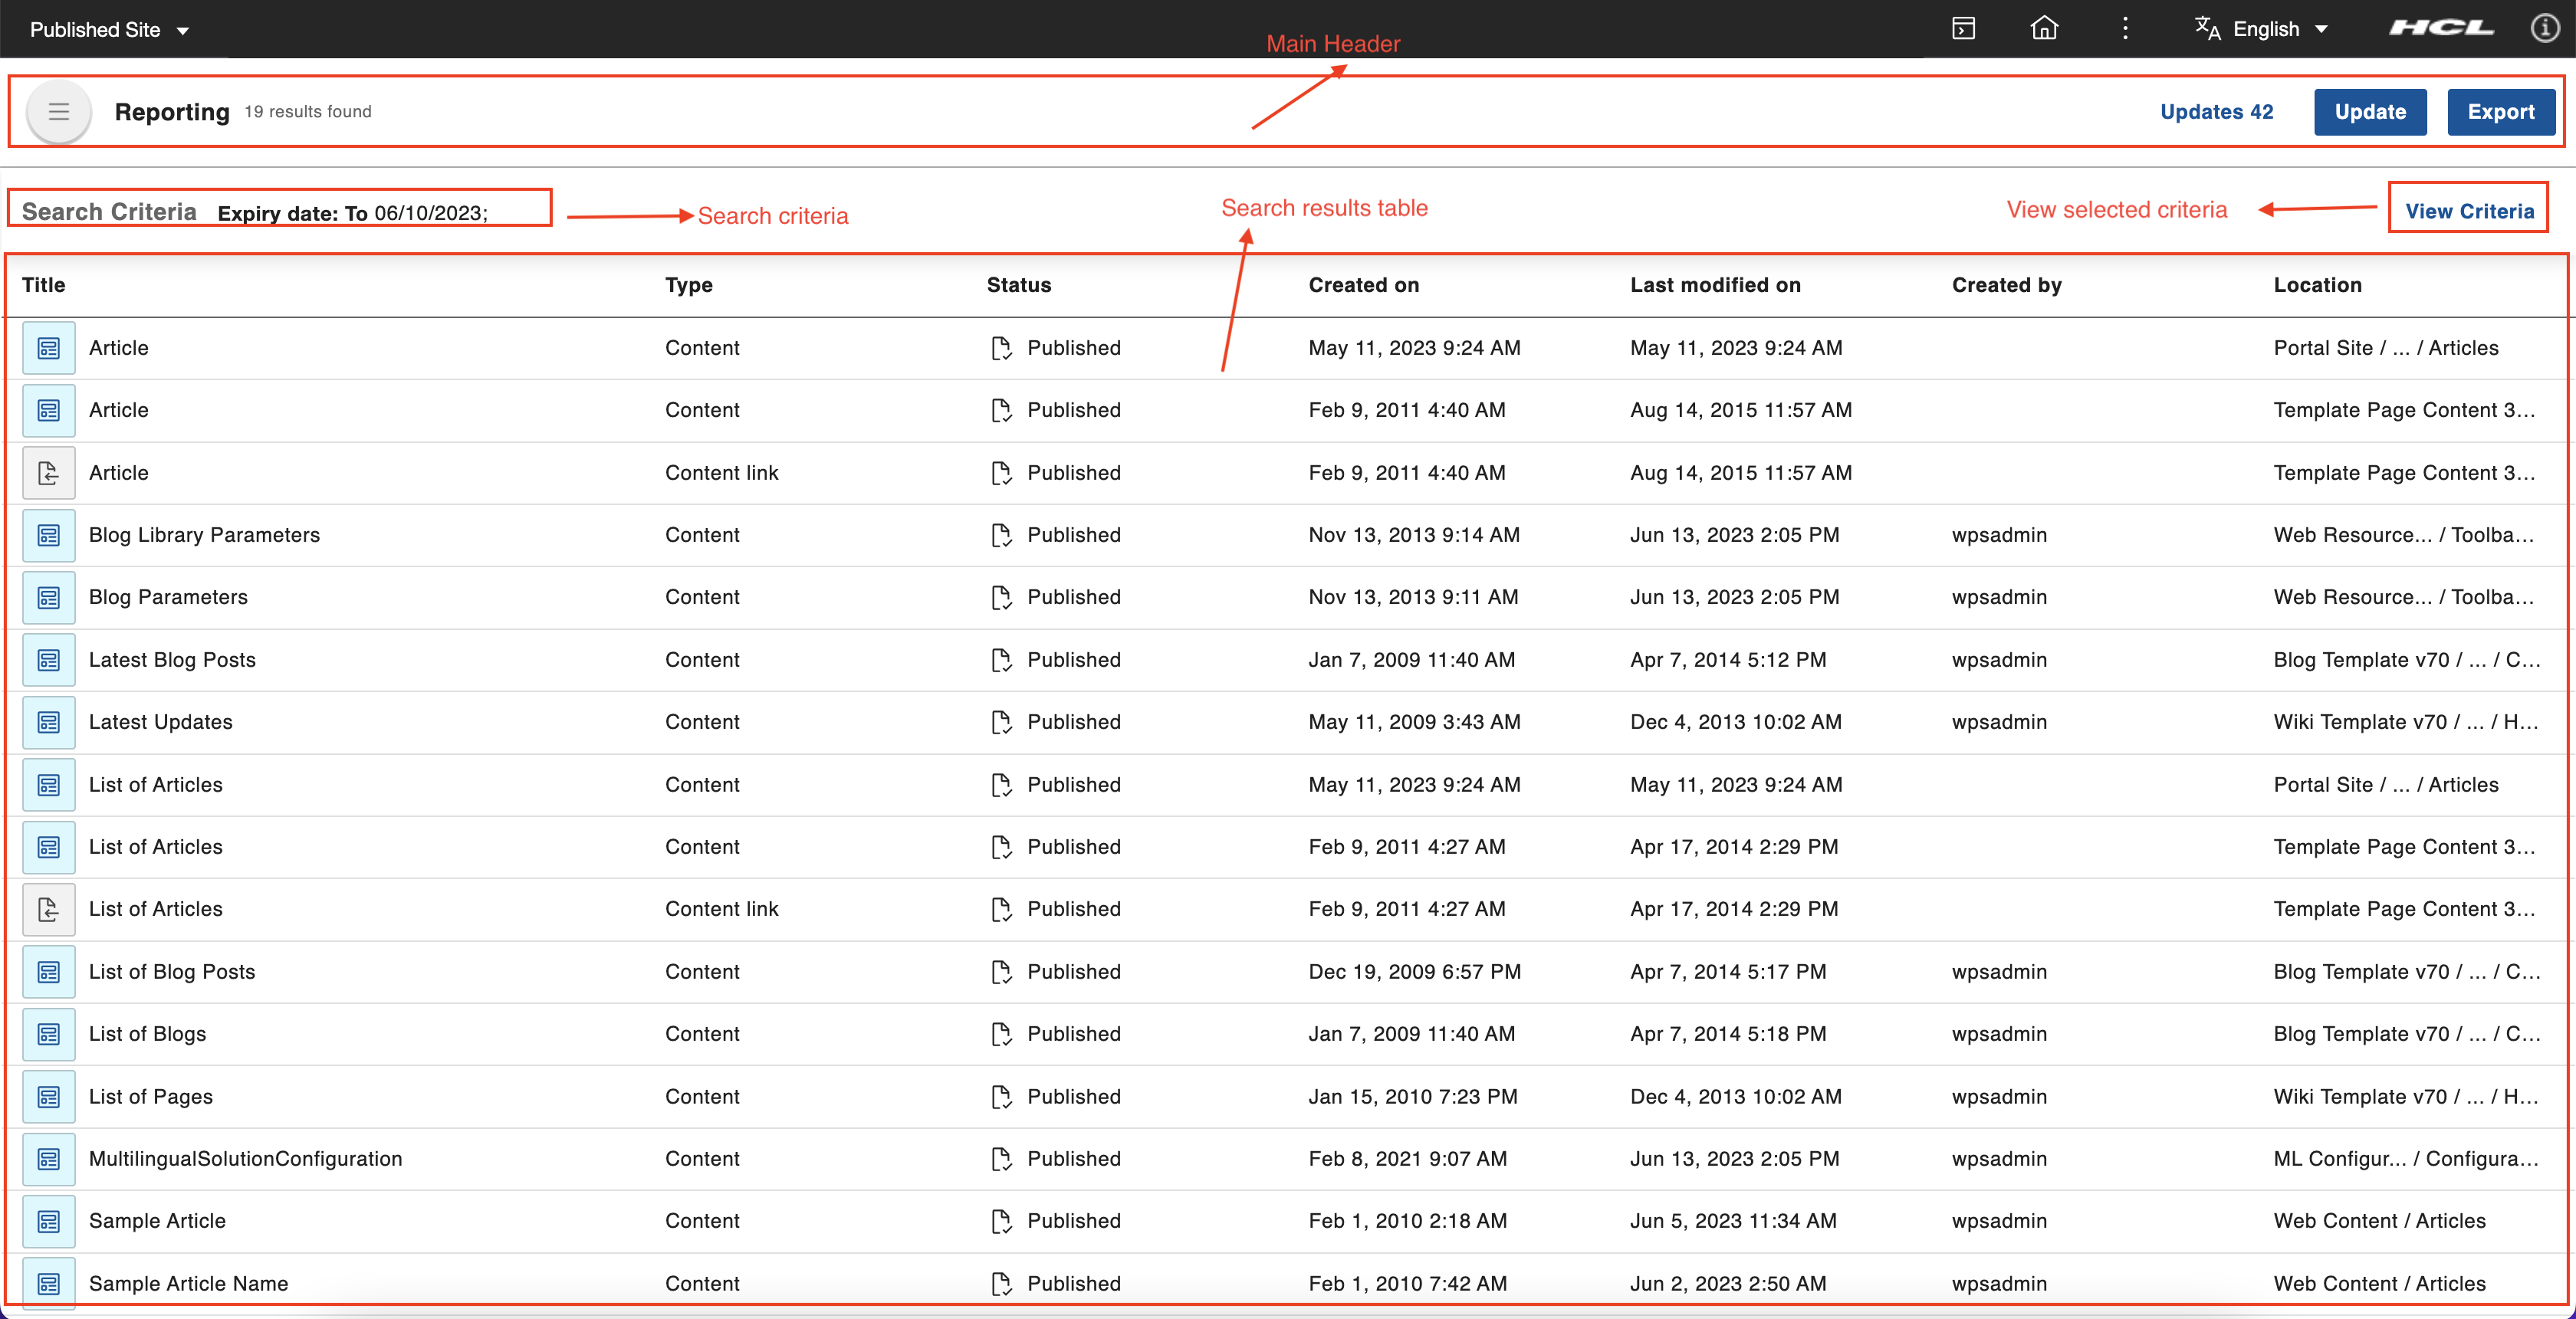 Published Site English HCL
Main Header
Reporting 19 results found Updates 42 Update Export
Search Criteria Expiry date: To 06/10/2023; Search criteria Search results table View selected criteria View Criteria
Title Type Status Created on Last modified on Created by Location
Article Content Published May 11, 2023 9:24 AM May 11, 2023 9:24 AM Portal Site / ... / Articles
Article Content Published Feb 9, 2011 4:40 AM Aug 14, 2015 11:57 AM Template Page Content 3...
Article Content link Published Feb 9, 2011 4:40 AM Aug 14, 2015 11:57 AM Template Page Content 3...
Blog Library Parameters Content Published Nov 13, 2013 9:14 AM Jun 13, 2023 2:05 PM wpsadmin Web Resource... / Toolba...
Blog Parameters Content Published Nov 13, 2013 9:11 AM Jun 13, 2023 2:05 PM wpsadmin Web Resource... / Toolba...
Latest Blog Posts Content Published Jan 7, 2009 11:40 AM Apr 7, 2014 5:12 PM wpsadmin Blog Template v70 / ... / C...
Latest Updates Content Published May 11, 2009 3:43 AM Dec 4, 2013 10:02 AM wpsadmin Wiki Template v70 / ... / H...
List of Articles Content Published May 11, 2023 9:24 AM May 11, 2023 9:24 AM Portal Site / ... / Articles
List of Articles Content Published Feb 9, 2011 4:27 AM Apr 17, 2014 2:29 PM Template Page Content 3...
List of Articles Content link Published Feb 9, 2011 4:27 AM Apr 17, 2014 2:29 PM Template Page Content 3...
List of Blog Posts Content Published Dec 19, 2009 6:57 PM Apr 7, 2014 5:17 PM wpsadmin Blog Template v70 / ... / C...
List of Blogs Content Published Jan 7, 2009 11:40 AM Apr 7, 2014 5:18 PM wpsadmin Blog Template v70 / ... / C...
List of Pages Content Published Jan 15, 2010 7:23 PM Dec 4, 2013 10:02 AM wpsadmin Wiki Template v70 / ... / H...
MultilingualSolutionConfiguration Content Published Feb 8, 2021 9:07 AM Jun 13, 2023 2:05 PM wpsadmin ML Configur... / Configura...
Sample Article Content Published Feb 1, 2010 2:18 AM Jun 5, 2023 11:34 AM wpsadmin Web Content / Articles
Sample Article Name Content Published Feb 1, 2010 7:42 AM Jun 2, 2023 2:50 AM wpsadmin Web Content / Articles